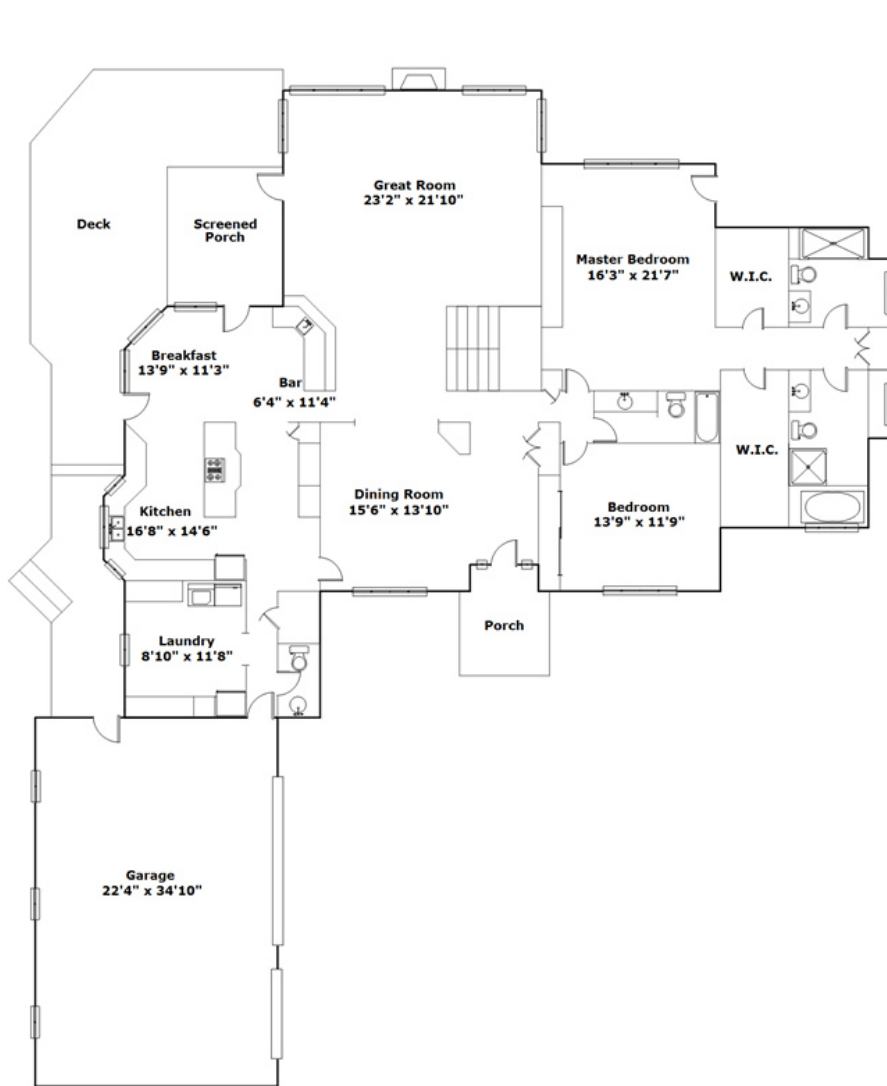 Great Room
23'2" x 21'10"
Deck
Screened
Porch
Master Bedroom
16'3" x 21'7"
W.I.C.
Breakfast
13'9" x 11'3"
Bar
6'4" x 11'4"
W.I.C.
Dining Room
15'6" x 13'10"
Kitchen
16'8" x 14'6"
Bedroom
13'9" x 11'9"
Porch
Laundry
8'10" x 11'8"
Garage
22'4" x 34'10"